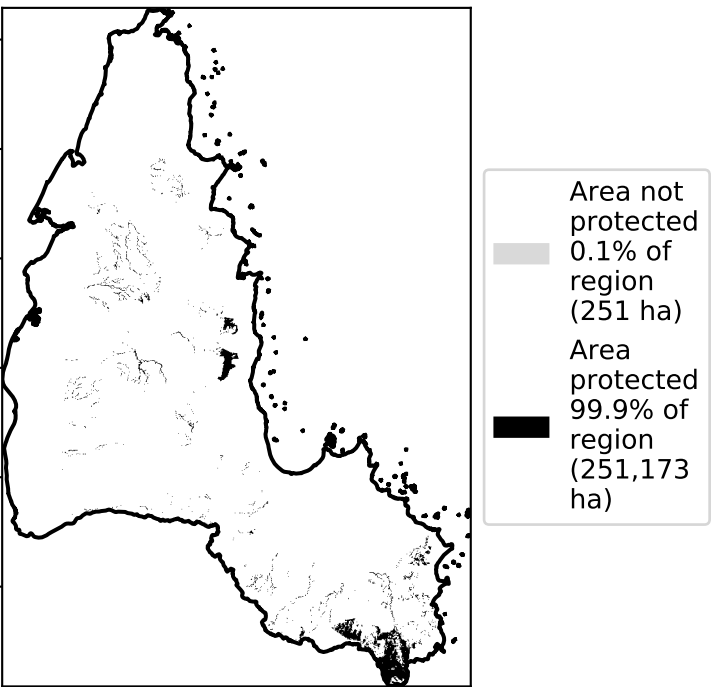 Area not
protected
0.1% of
region
(251 ha)
Area
protected
99.9% of
region
(251,173
ha)